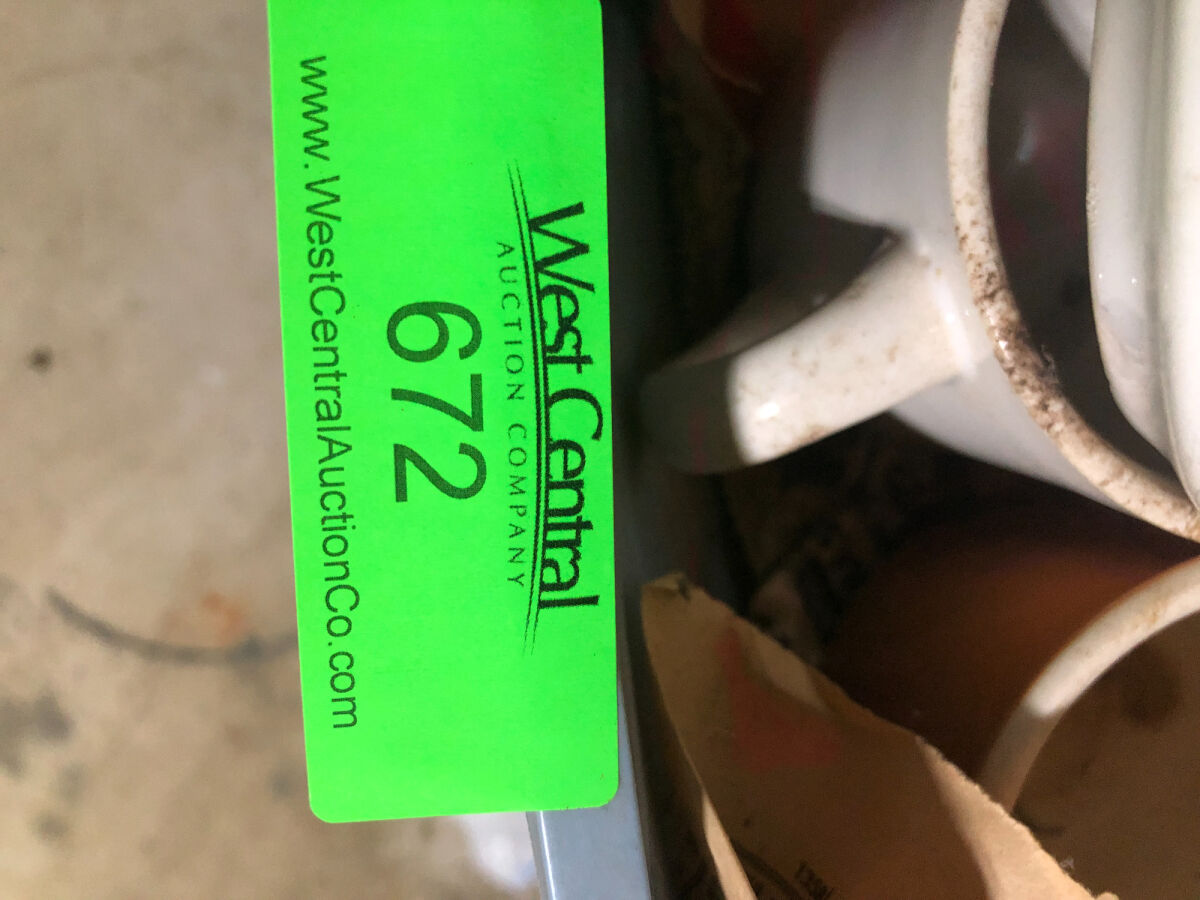 West Central
AUCTION COMPANY
672
www.WestCentralAuctionCo.com